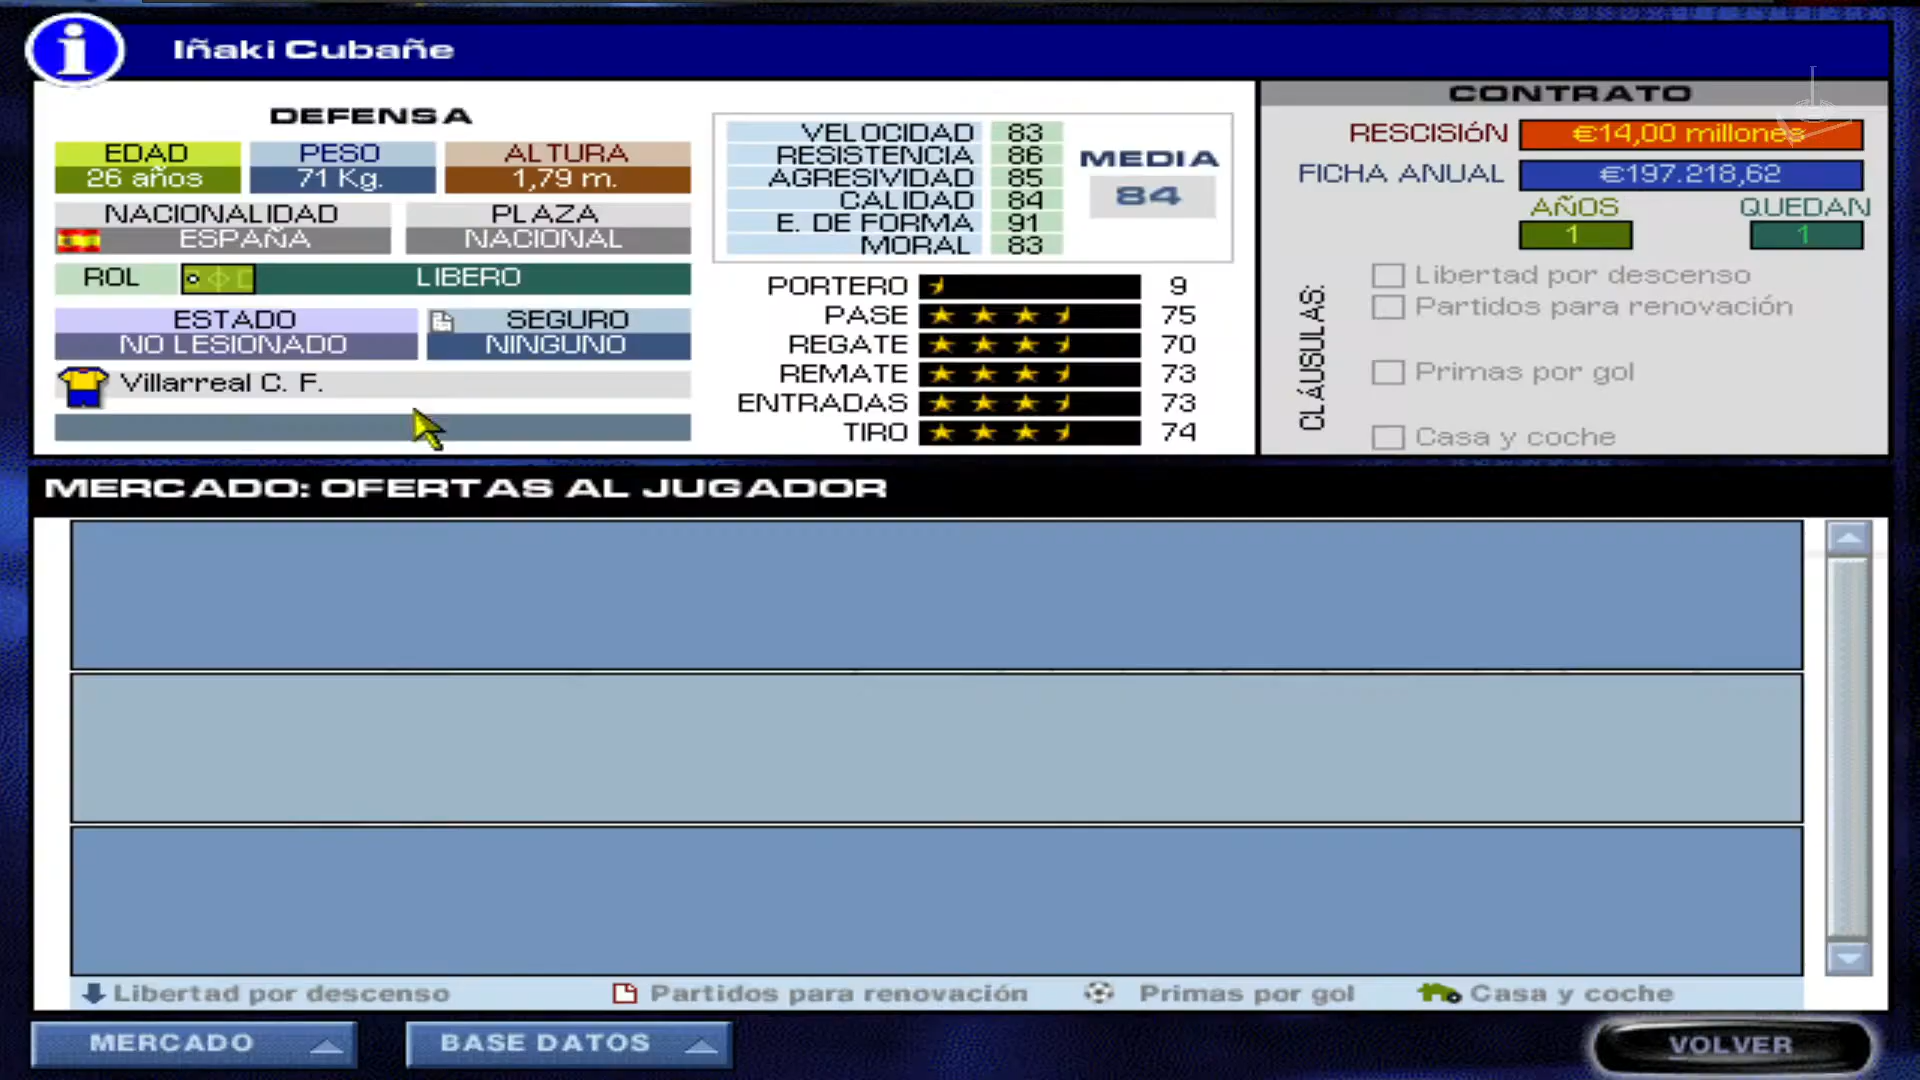 i
Iñaki Cubañe
DEFENSA
EDAD
26 años
PESO
71 Kg.
ALTURA
1,79 m.
NACIONALIDAD
ESPAÑA
PLAZA
NACIONAL
ROL
LIBERO
ESTADO
NO LESIONADO
SEGURO
NINGUNO
Villarreal C. F.
VELOCIDAD 83
RESISTENCIA 86
AGRESIVIDAD 85
CALIDAD 84
E. DE FORMA 91
MORAL 83
MEDIA
84
PORTERO 9
PASE 75
REGATE 70
REMATE 73
ENTRADAS 73
TIRO 74
CONTRATO
RESCISIóN €14,00 millones
FICHA ANUAL €197.218,62
AÑOS QUEDAN
1 1
CLÁUSULAS:
Libertad por descenso
Partidos para renovación
Primas por gol
Casa y coche
MERCADO: OFERTAS AL JUGADOR
Libertad por descenso Partidos para renovación Primas por gol Casa y coche
MERCADO BASE DATOS VOLVER